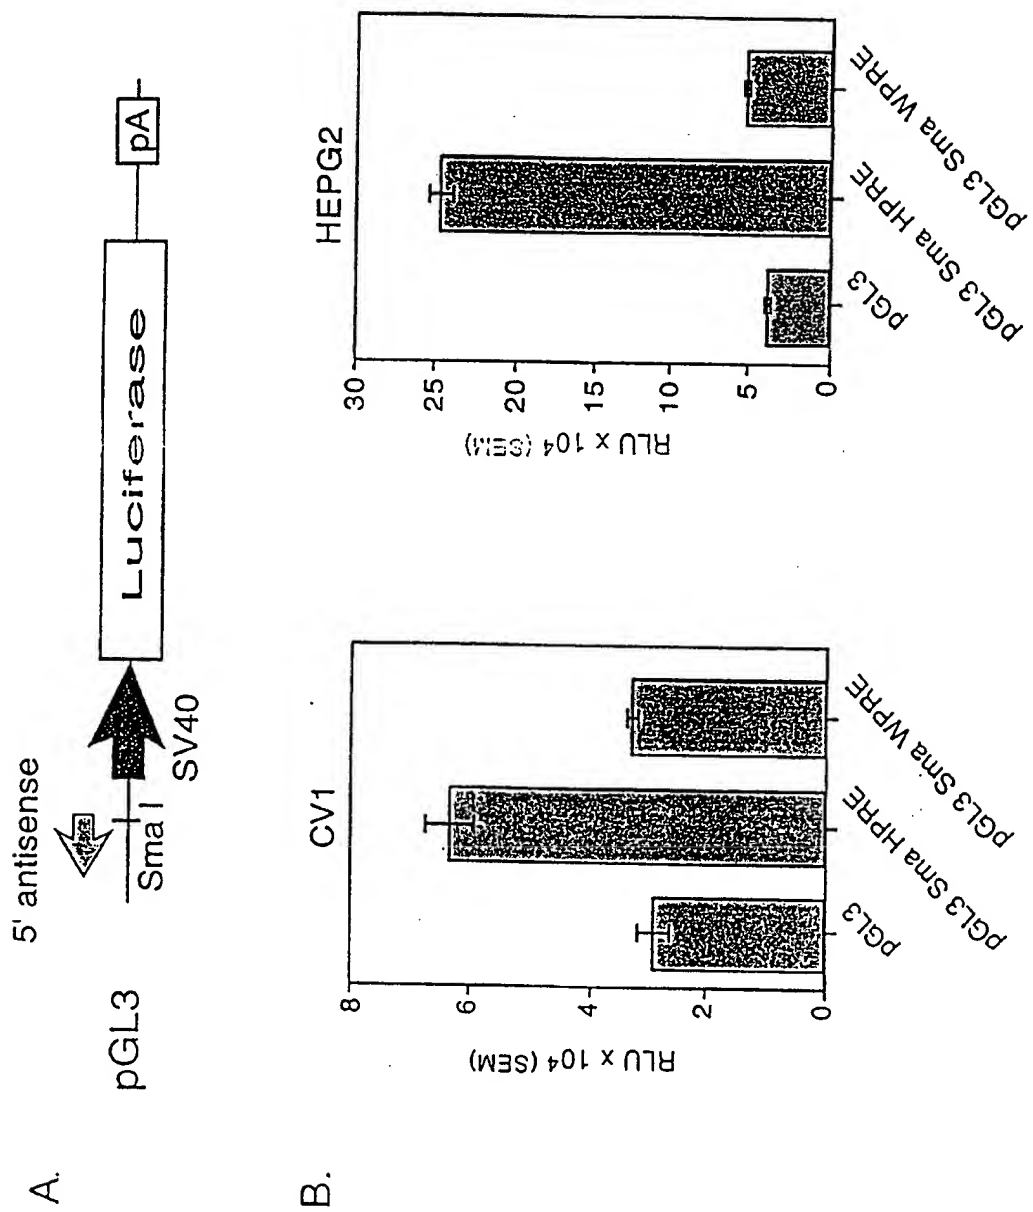 A.
5' antisense
pGL3
Sma I
SV40
Luciferase
pA
B.
CV1
RLU x 10⁴ (SEM)
8
6
4
2
0
pGL3
pGL3 Sma HPRE
pGL3 Sma WPRE
HEPG2
RLU x 10⁴ (SEM)
30
25
20
15
10
5
0
pGL3
pGL3 Sma HPRE
pGL3 Sma WPRE